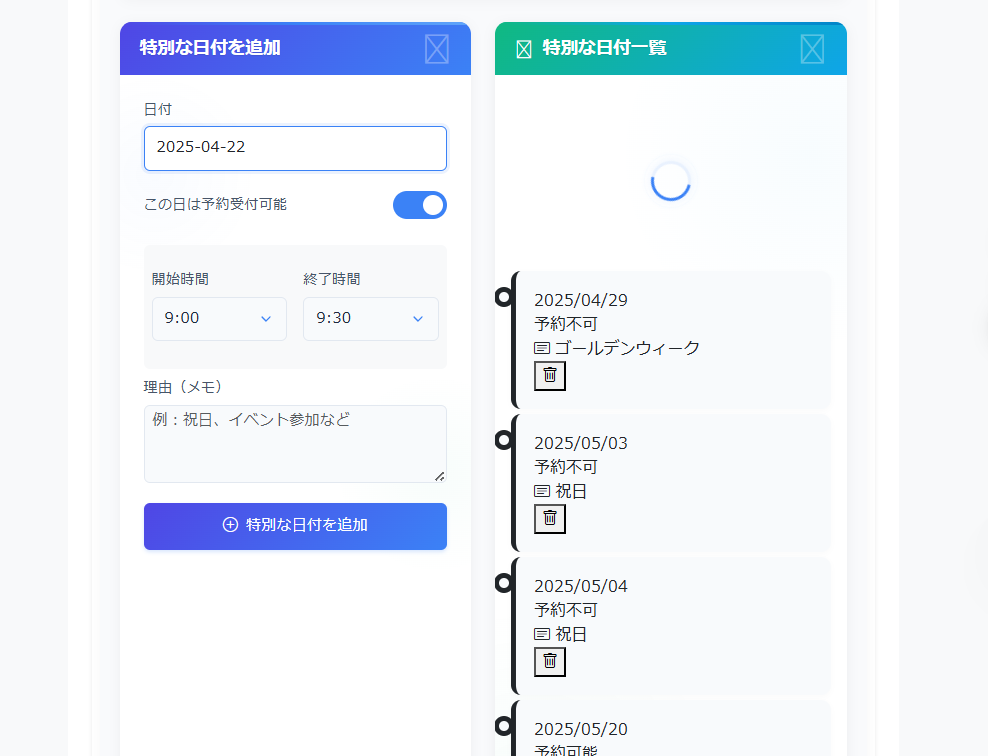 特別な日付を追加
日付
2025-04-22
この日は予約受付可能
開始時間
終了時間
9:00
9:30
理由（メモ）
例：祝日、イベント参加など
特別な日付を追加
特別な日付一覧
2025/04/29
予約不可
ゴールデンウィーク
2025/05/03
予約不可
祝日
2025/05/04
予約不可
祝日
2025/05/20
予約可能